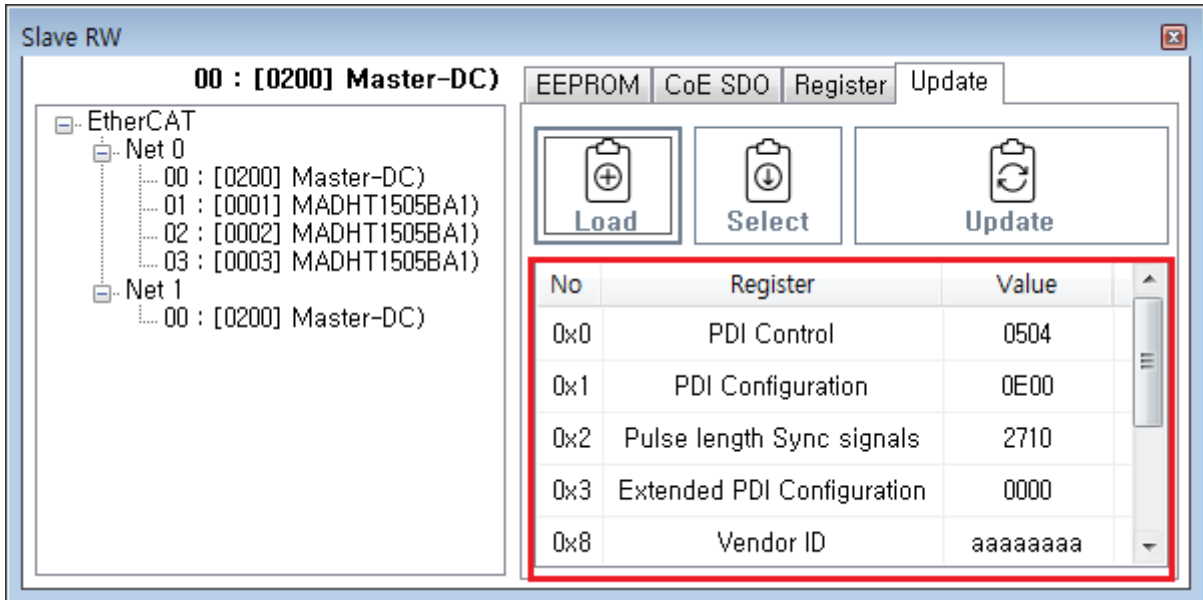 Slave RW
00 : [0200] Master-DC)
EtherCAT
Net 0
00 : [0200] Master-DC)
01 : [0001] MADHT1505BA1)
02 : [0002] MADHT1505BA1)
03 : [0003] MADHT1505BA1)
Net 1
00 : [0200] Master-DC)
EEPROM CoE SDO Register Update
Load Select Update
No Register Value
0x0 PDI Control 0504
0x1 PDI Configuration 0E00
0x2 Pulse length Sync signals 2710
0x3 Extended PDI Configuration 0000
0x8 Vendor ID aaaaaaaa